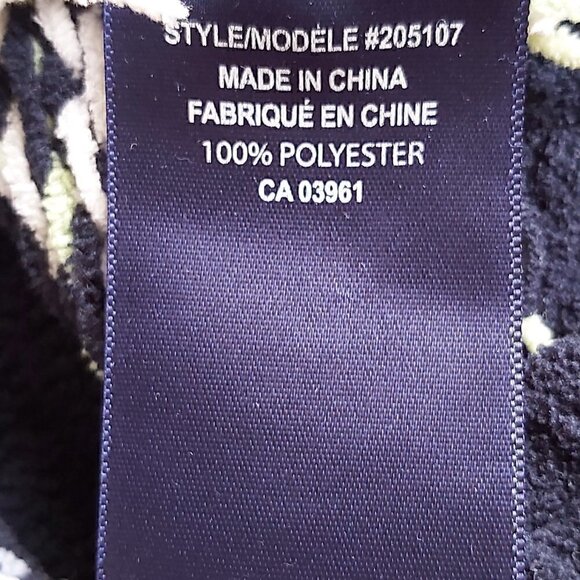 STYLE/MODÈLE #205107
MADE IN CHINA
FABRIQUÉ EN CHINE
100% POLYESTER
CA 03961